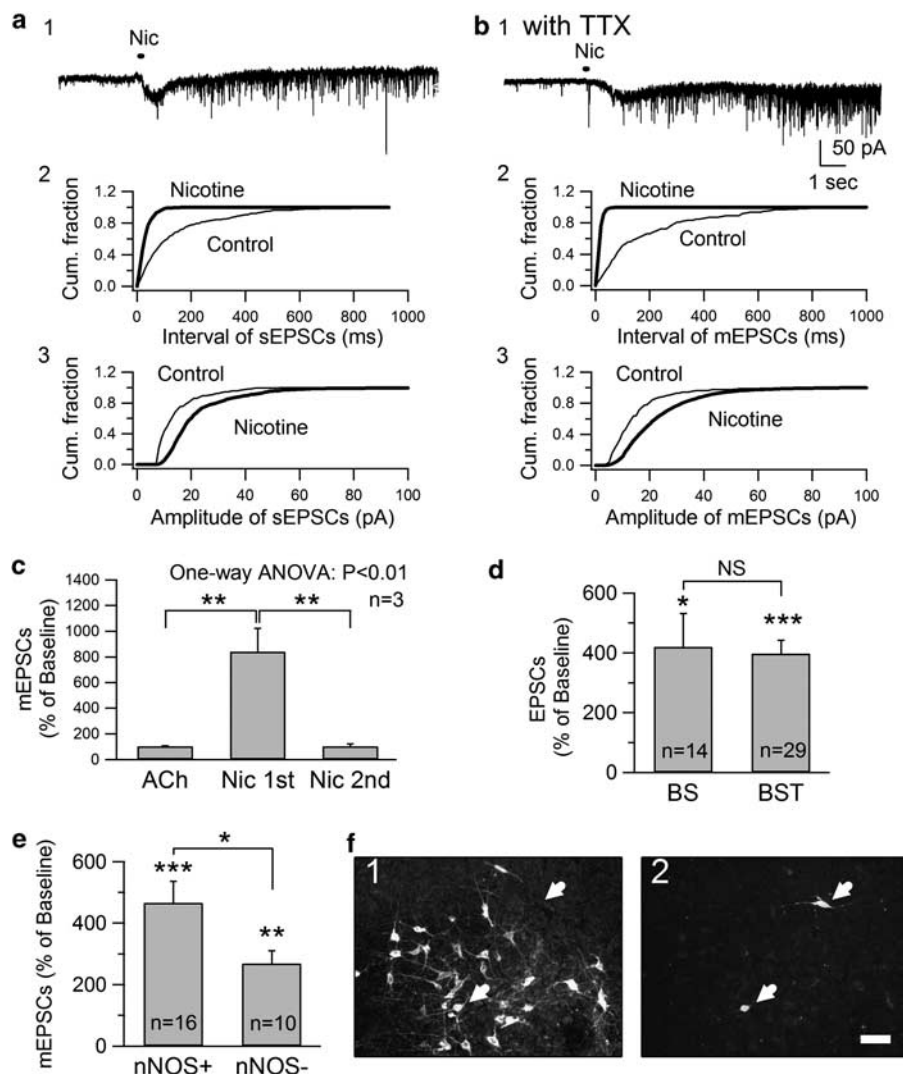 a
1
Nic
b 1 with TTX
Nic
50 pA
1 sec
2
Cum. fraction
1.2
0.8
0.4
0.0
Nicotine
Control
0 200 400 600 800 1000
Interval of sEPSCs (ms)
2
Cum. fraction
1.2
0.8
0.4
0.0
Nicotine
Control
0 200 400 600 800 1000
Interval of mEPSCs (ms)
3
Cum. fraction
1.2
0.8
0.4
0.0
Control
Nicotine
0 20 40 60 80 100
Amplitude of sEPSCs (pA)
3
Cum. fraction
1.2
0.8
0.4
0.0
Control
Nicotine
0 20 40 60 80 100
Amplitude of mEPSCs (pA)
c
mEPSCs
(% of Baseline)
1400
1200
1000
800
600
400
200
0
One-way ANOVA: P<0.01
n=3
** **
ACh Nic 1st Nic 2nd
d
EPSCs
(% of Baseline)
600
400
200
0
NS
* ***
n=14 n=29
BS BST
e
mEPSCs (% of Baseline)
600
400
200
0
*
*** **
n=16 n=10
nNOS+ nNOS-
f
1
2